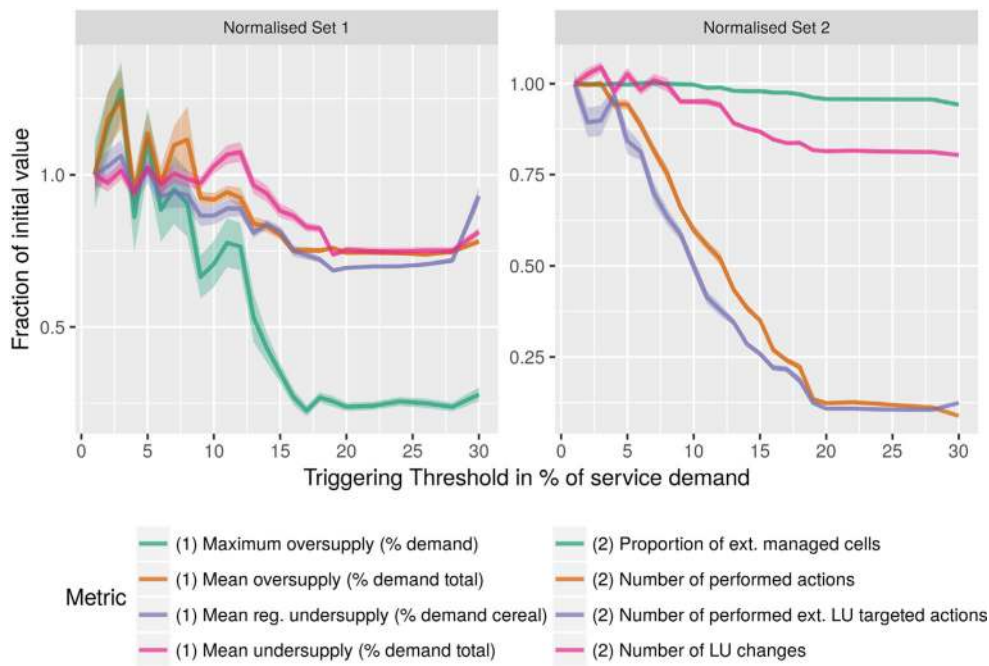 Normalised Set 1
Normalised Set 2
Fraction of initial value
1.0
0.5
1.00
0.75
0.50
0.25
0 5 10 15 20 25 30
0 5 10 15 20 25 30
Triggering Threshold in % of service demand
Metric
(1) Maximum oversupply (% demand)
(1) Mean oversupply (% demand total)
(1) Mean reg. undersupply (% demand cereal)
(1) Mean undersupply (% demand total)
(2) Proportion of ext. managed cells
(2) Number of performed actions
(2) Number of performed ext. LU targeted actions
(2) Number of LU changes